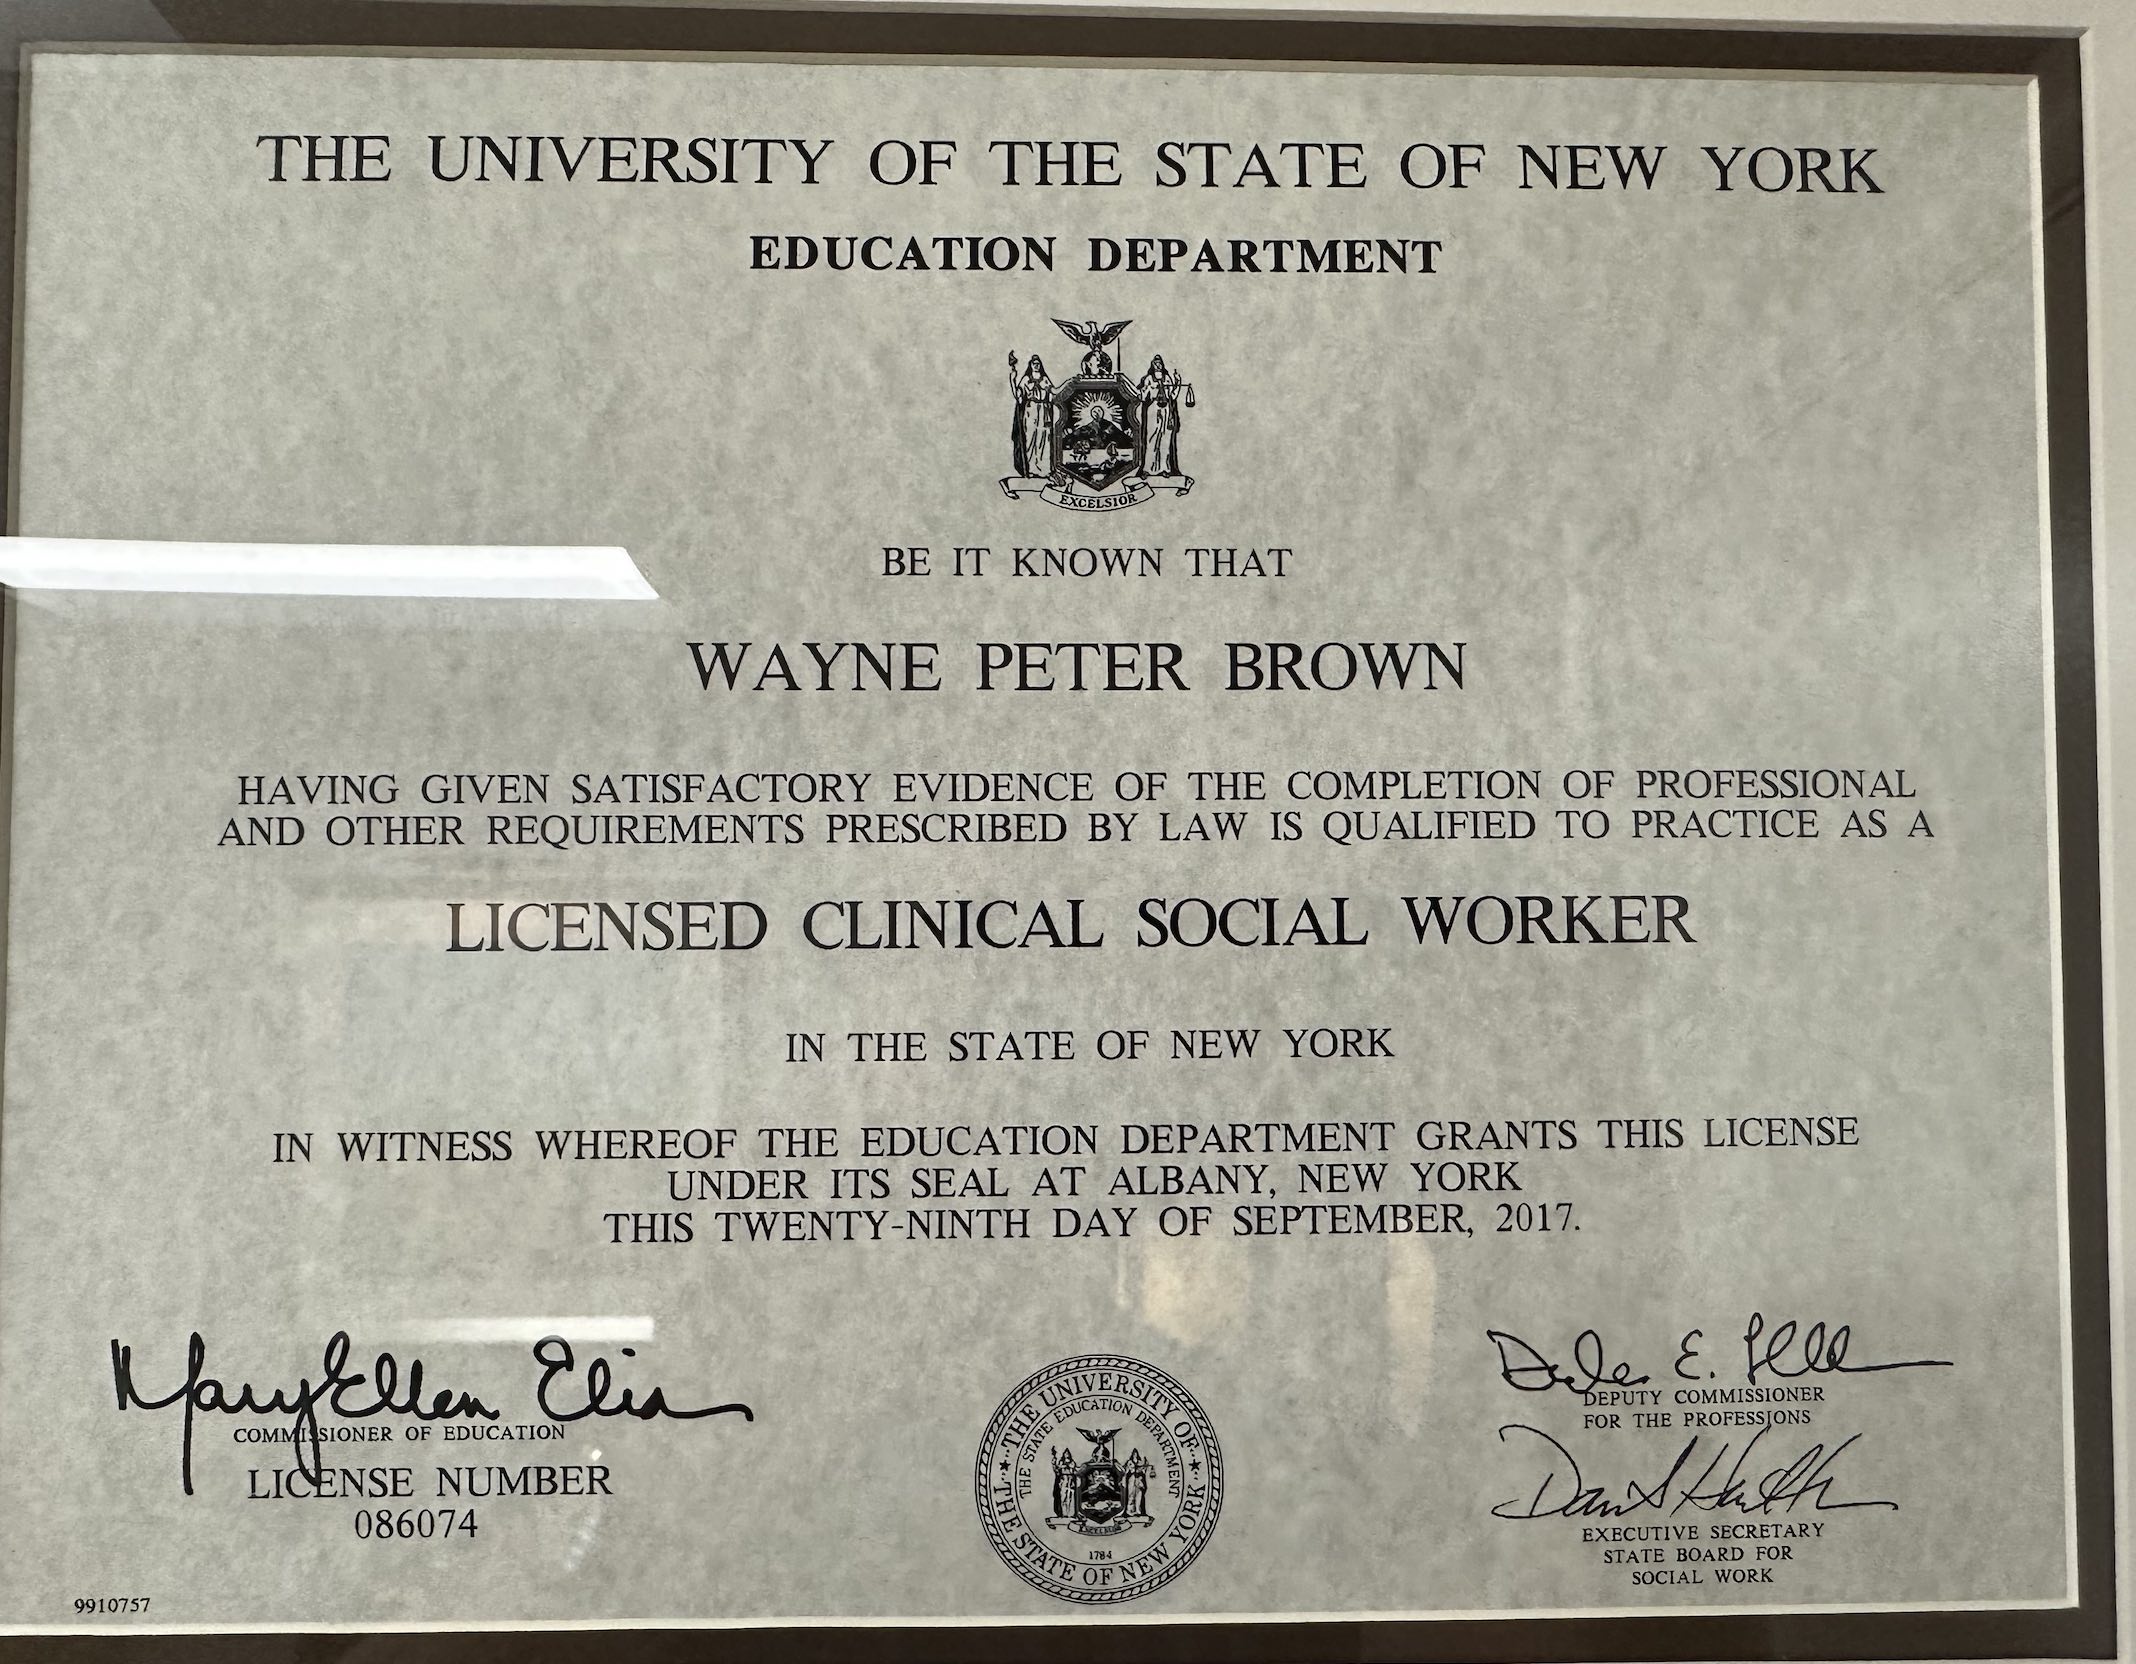 THE UNIVERSITY OF THE STATE OF NEW YORK
EDUCATION DEPARTMENT
EXCELSIOR
BE IT KNOWN THAT
WAYNE PETER BROWN
HAVING GIVEN SATISFACTORY EVIDENCE OF THE COMPLETION OF PROFESSIONAL
AND OTHER REQUIREMENTS PRESCRIBED BY LAW IS QUALIFIED TO PRACTICE AS A
LICENSED CLINICAL SOCIAL WORKER
IN THE STATE OF NEW YORK
IN WITNESS WHEREOF THE EDUCATION DEPARTMENT GRANTS THIS LICENSE
UNDER ITS SEAL AT ALBANY, NEW YORK
THIS TWENTY-NINTH DAY OF SEPTEMBER, 2017.
MaryEllen Elia
COMMISSIONER OF EDUCATION
LICENSE NUMBER
086074
9910757
THE UNIVERSITY OF THE STATE OF NEW YORK
THE STATE EDUCATION DEPARTMENT
EXCELSIOR
1784
DEPUTY COMMISSIONER
FOR THE PROFESSIONS
EXECUTIVE SECRETARY
STATE BOARD FOR
SOCIAL WORK